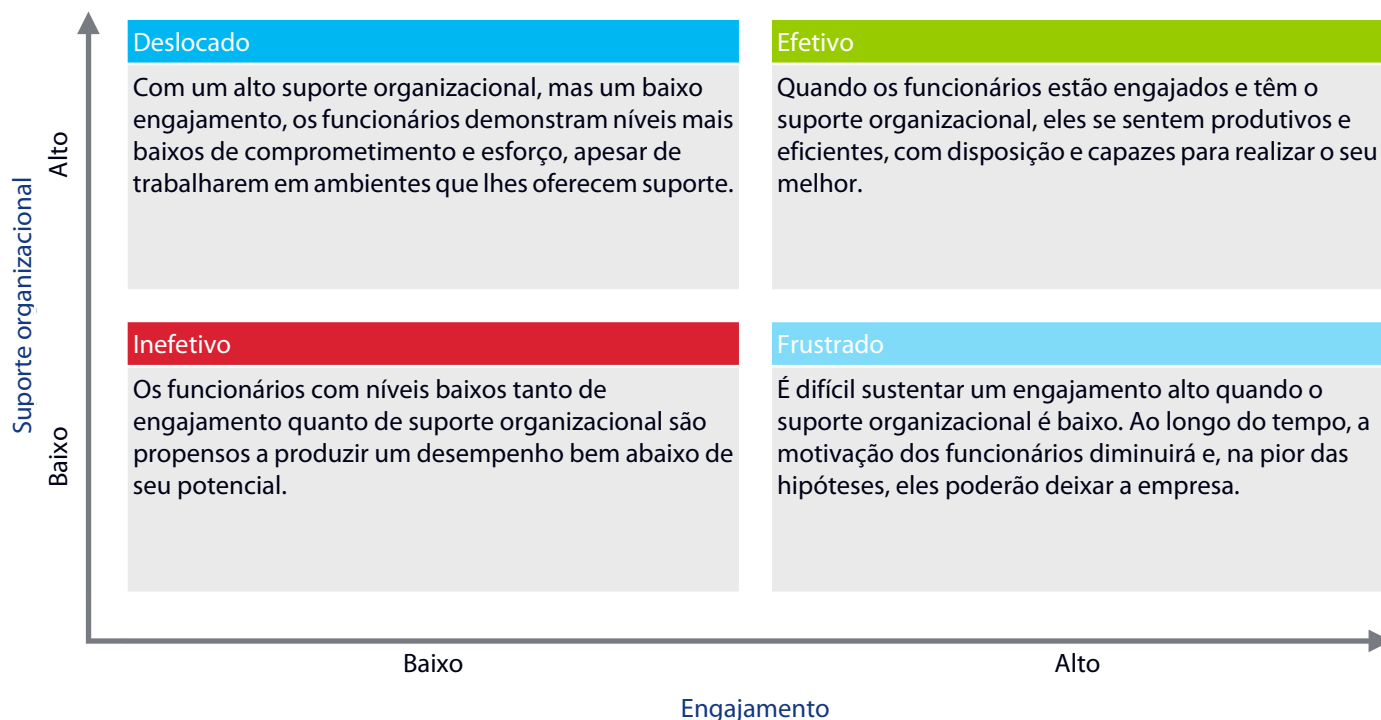 Suporte organizacional
Alto
Baixo
Deslocado
Com um alto suporte organizacional, mas um baixo
engajamento, os funcionários demonstram níveis mais
baixos de comprometimento e esforço, apesar de
trabalharem em ambientes que lhes oferecem suporte.
Efetivo
Quando os funcionários estão engajados e têm o
suporte organizacional, eles se sentem produtivos e
eficientes, com disposição e capazes para realizar o seu
melhor.
Inefetivo
Os funcionários com níveis baixos tanto de
engajamento quanto de suporte organizacional são
propensos a produzir um desempenho bem abaixo de
seu potencial.
Frustrado
É difícil sustentar um engajamento alto quando o
suporte organizacional é baixo. Ao longo do tempo, a
motivação dos funcionários diminuirá e, na pior das
hipóteses, eles poderão deixar a empresa.
Baixo
Alto
Engajamento